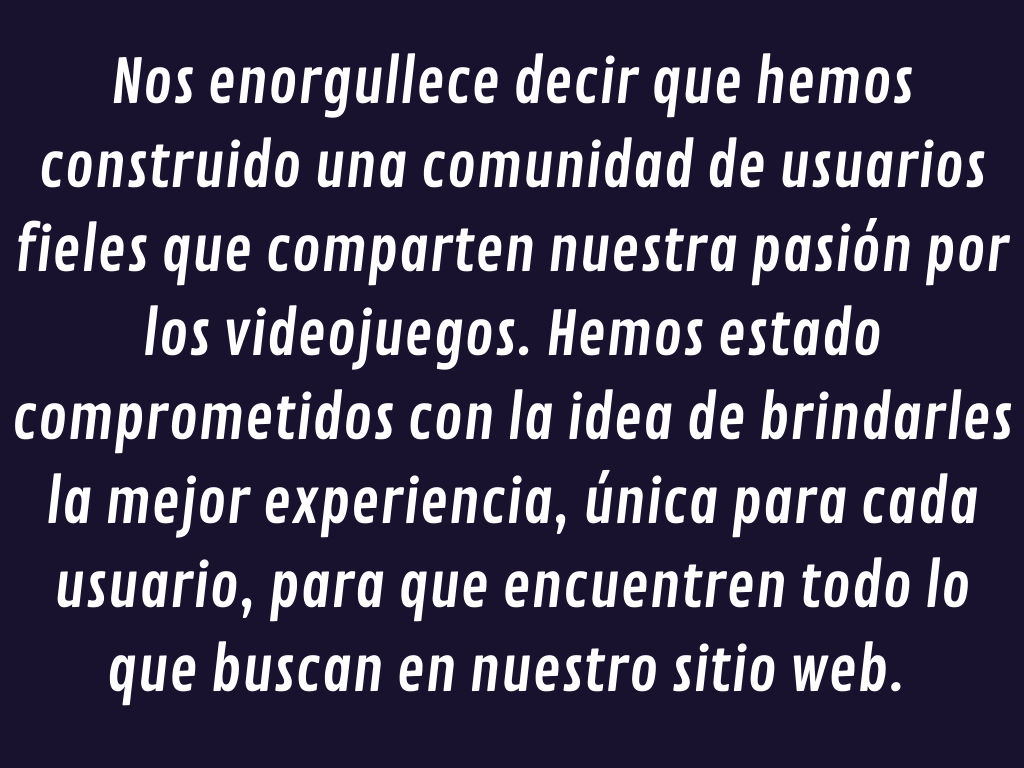 Nos enorgullece decir que hemos
construido una comunidad de usuarios
fieles que comparten nuestra pasión por
los videojuegos. Hemos estado
comprometidos con la idea de brindarles
la mejor experiencia, única para cada
usuario, para que encuentren todo lo
que buscan en nuestro sitio web.